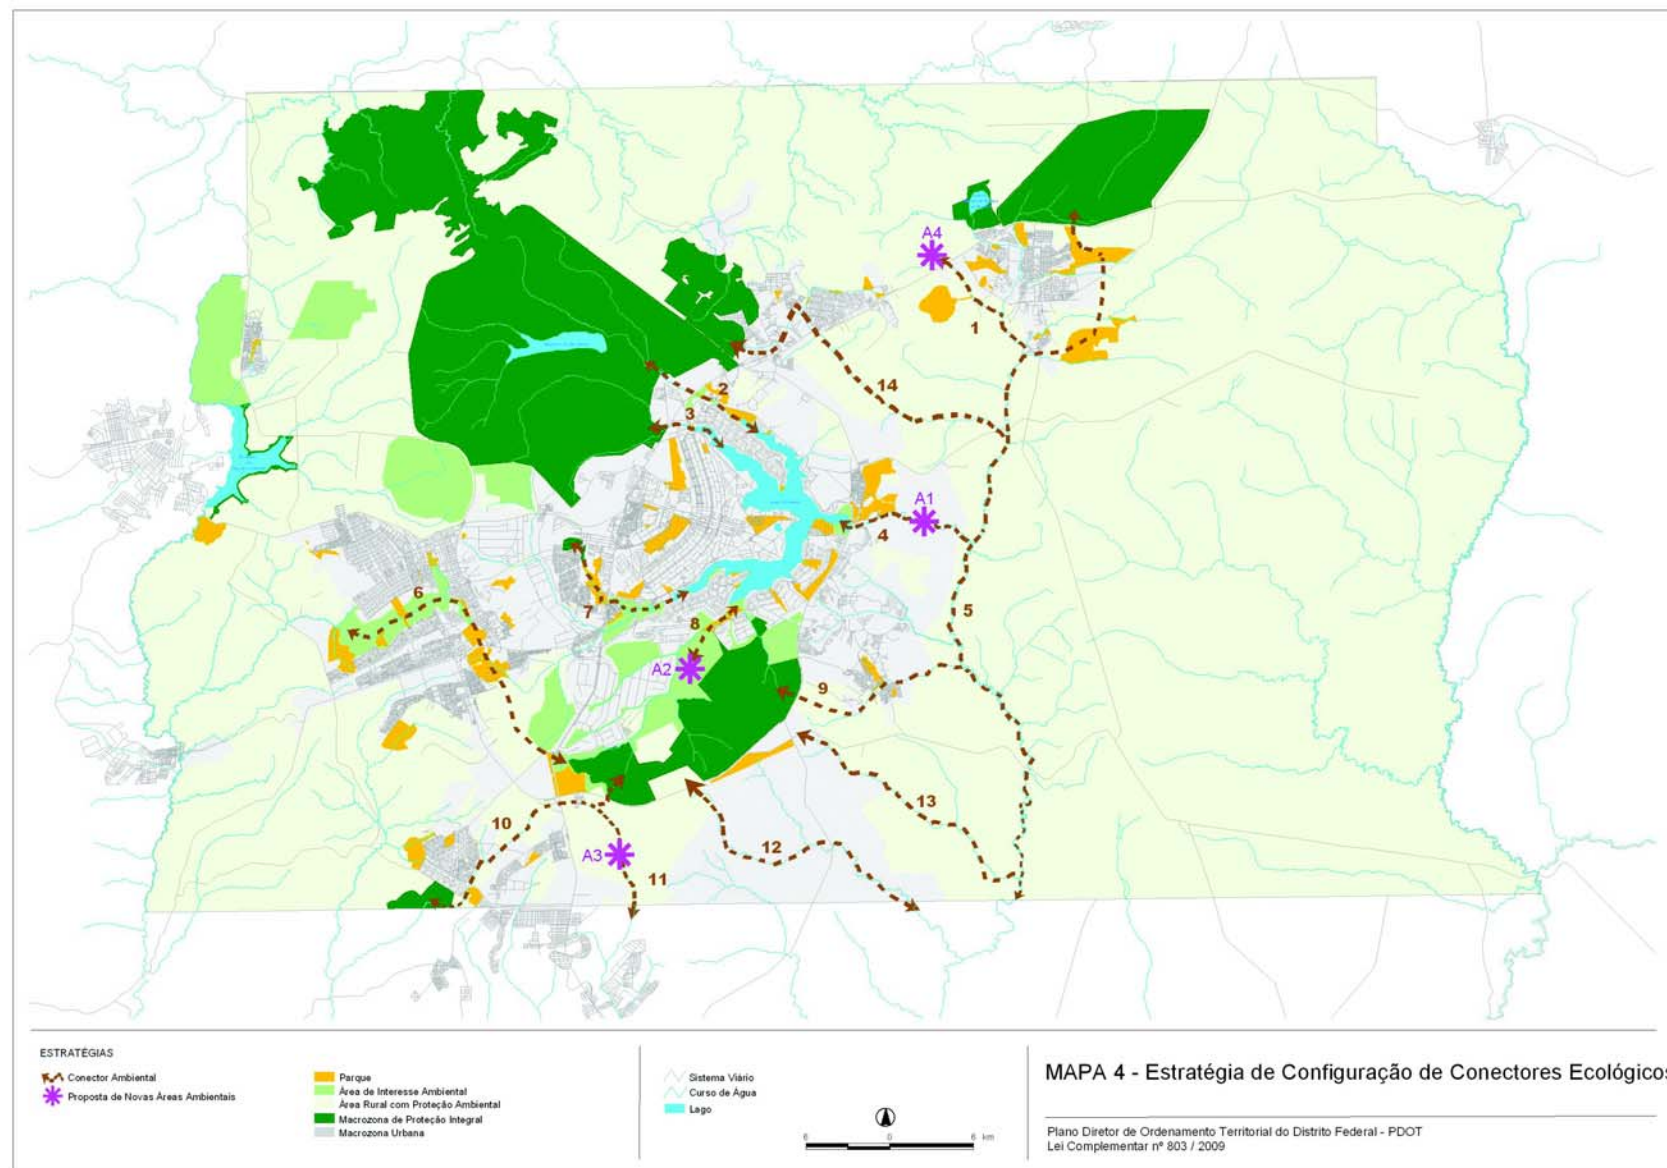 A4
1
14
2
3
A1
4
5
6
7
8
A2
9
13
10
12
A3
11
ESTRATÉGIAS
Conector Ambiental
Proposta de Novas Áreas Ambientais
Parque
Área de Interesse Ambiental
Área Rural com Proteção Ambiental
Macrozona de Proteção Integral
Macrozona Urbana
Sistema Viário
Curso de Água
Lago
6 0 6 km
MAPA 4 - Estratégia de Configuração de Conectores Ecológicos
Plano Diretor de Ordenamento Territorial do Distrito Federal - PDOT
Lei Complementar nº 803 / 2009